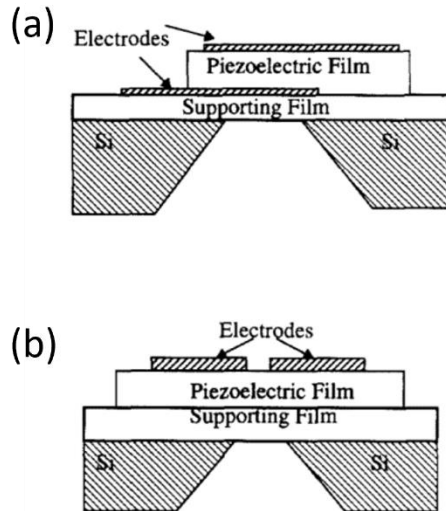 (a)
Electrodes
Piezoelectric Film
Supporting Film
Si Si
(b)
Electrodes
Piezoelectric Film
Supporting Film
Si Si